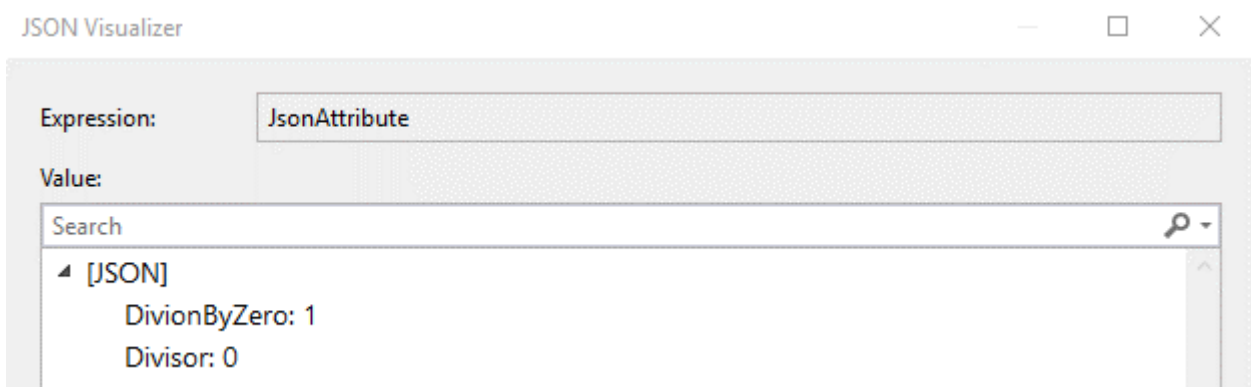 JSON Visualizer
Expression: JsonAttribute
Value:
Search
[JSON]
DivionByZero: 1
Divisor: 0